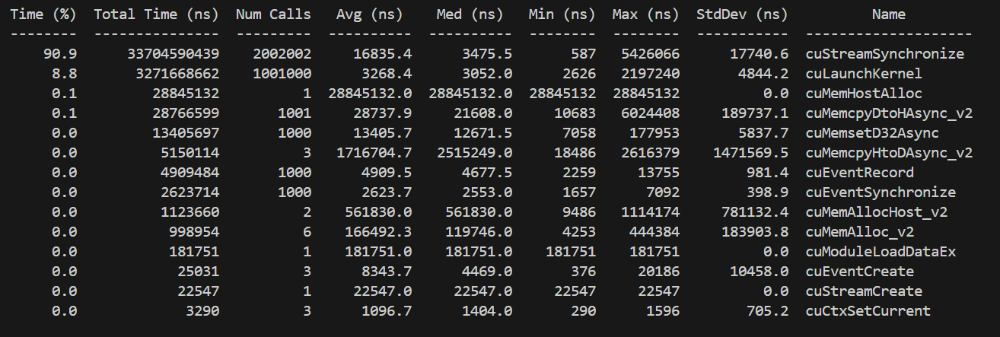 Time (%)  Total Time (ns)  Num Calls   Avg (ns)    Med (ns)   Min (ns)  Max (ns)  StdDev (ns)          Name
--------  ---------------  ---------  ----------  ----------  --------  --------  -----------  --------------------
90.9      33704590439    2002002     16835.4      3475.5       587   5426066      17740.6  cuStreamSynchronize
8.8       3271668662    1001000      3268.4      3052.0      2626   2197240       4844.2  cuLaunchKernel
0.1         28845132          1  28845132.0  28845132.0  28845132  28845132          0.0  cuMemHostAlloc
0.1         28766599       1001     28737.9     21608.0     10683   6024408     189737.1  cuMemcpyDtoHAsync_v2
0.0         13405697       1000     13405.7     12671.5      7058    177953       5837.7  cuMemsetD32Async
0.0          5150114          3   1716704.7   2515249.0     18486   2616379    1471569.5  cuMemcpyHtoDAsync_v2
0.0          4909484       1000      4909.5      4677.5      2259     13755        981.4  cuEventRecord
0.0          2623714       1000      2623.7      2553.0      1657      7092        398.9  cuEventSynchronize
0.0          1123660          2    561830.0    561830.0      9486   1114174     781132.4  cuMemAllocHost_v2
0.0           998954          6    166492.3    119746.0      4253    444384     183903.8  cuMemAlloc_v2
0.0           181751          1    181751.0    181751.0    181751    181751          0.0  cuModuleLoadDataEx
0.0            25031          3      8343.7      4469.0       376     20186      10458.0  cuEventCreate
0.0            22547          1     22547.0     22547.0     22547     22547          0.0  cuStreamCreate
0.0             3290          3      1096.7      1404.0       290      1596        705.2  cuCtxSetCurrent